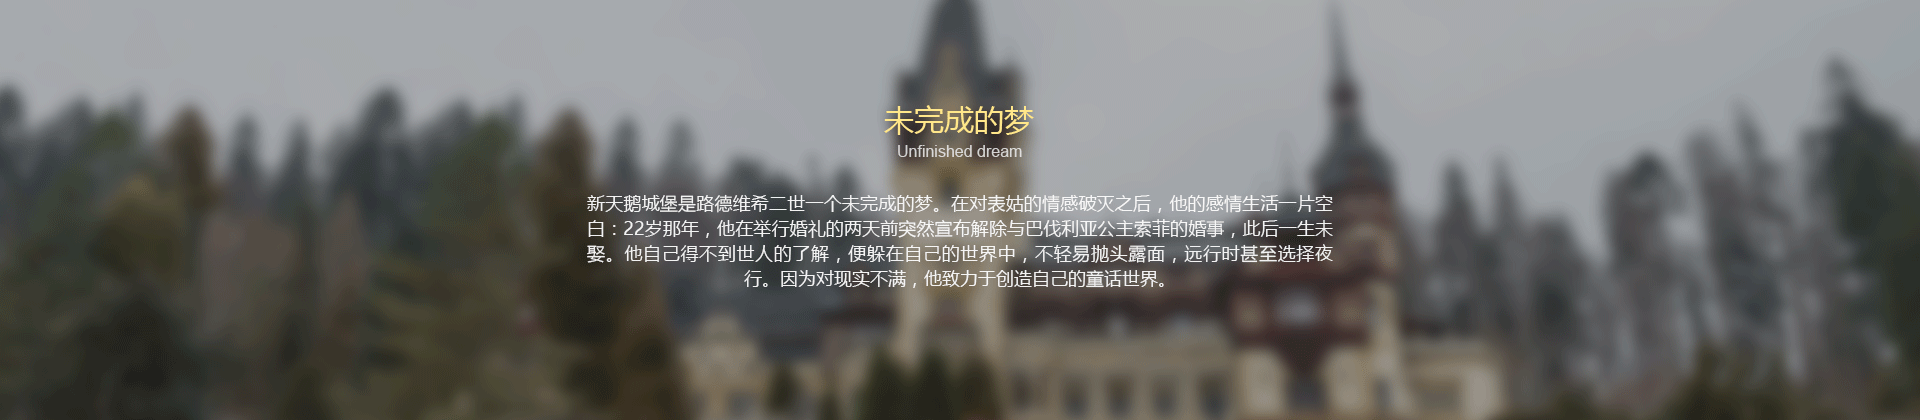 未完成的梦
Unfinished dream
新天鹅城堡是路德维希二世一个未完成的梦。在对表姑的情感破灭之后，他的感情生活一片空
白：22岁那年，他在举行婚礼的两天前突然宣布解除与巴伐利亚公主索菲的婚事，此后一生未
娶。他自己得不到世人的了解，便躲在自己的世界中，不轻易抛头露面，远行时甚至选择夜
行。因为对现实不满，他致力于创造自己的童话世界。